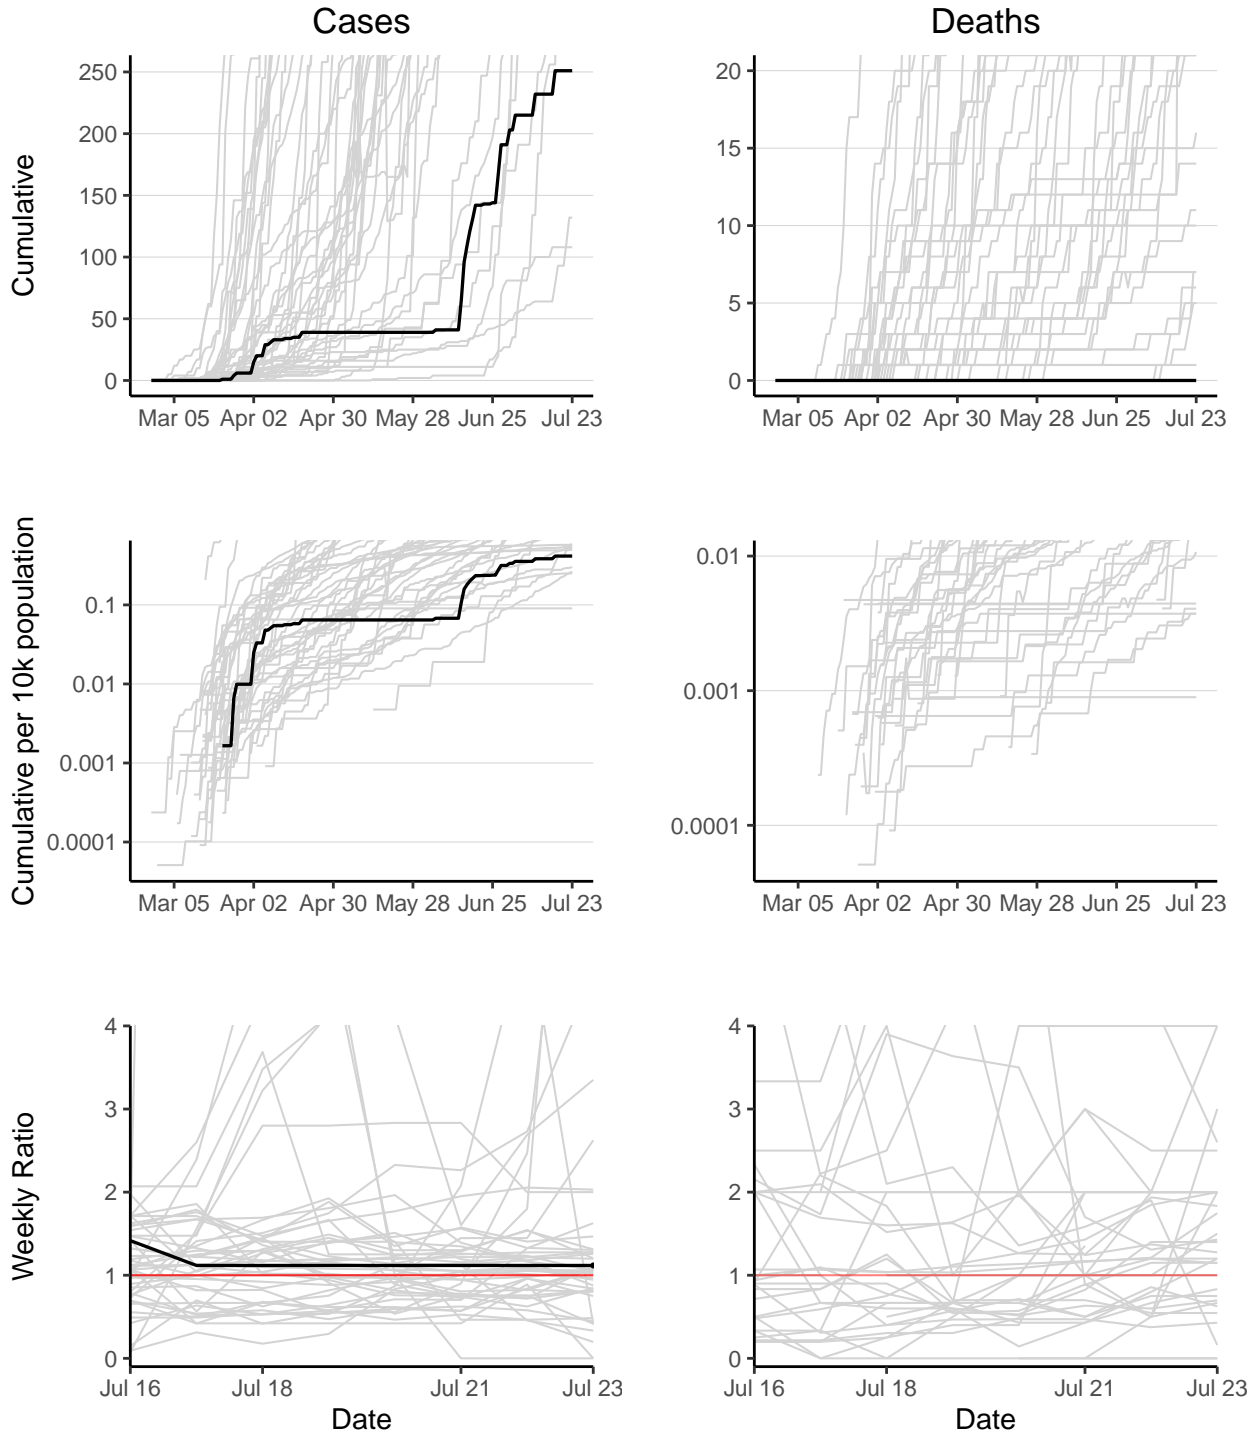 Cases
Deaths
Cumulative
250
200
150
100
50
0
Mar 05 Apr 02 Apr 30 May 28 Jun 25 Jul 23
20
15
10
5
0
Mar 05 Apr 02 Apr 30 May 28 Jun 25 Jul 23
Cumulative per 10k population
0.1
0.01
0.001
0.0001
Mar 05 Apr 02 Apr 30 May 28 Jun 25 Jul 23
0.01
0.001
0.0001
Mar 05 Apr 02 Apr 30 May 28 Jun 25 Jul 23
Weekly Ratio
4
3
2
1
0
Jul 16 Jul 18 Jul 21 Jul 23
Date
4
3
2
1
0
Jul 16 Jul 18 Jul 21 Jul 23
Date